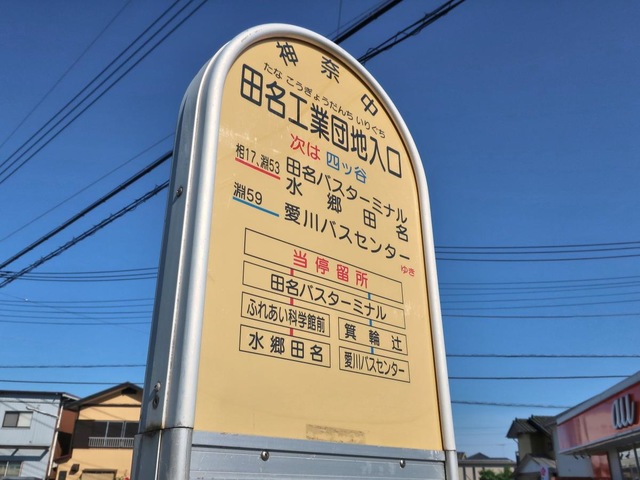 神奈中
たなこうぎょうだんちいりぐち
田名工業団地入口
次は 四ッ谷
相17、淵53 田名バスターミナル
水郷田名
淵59 愛川バスセンター
ゆき
当停留所
田名バスターミナル
ふれあい科学館前 箕輪辻
水郷田名 愛川バスセンター
au